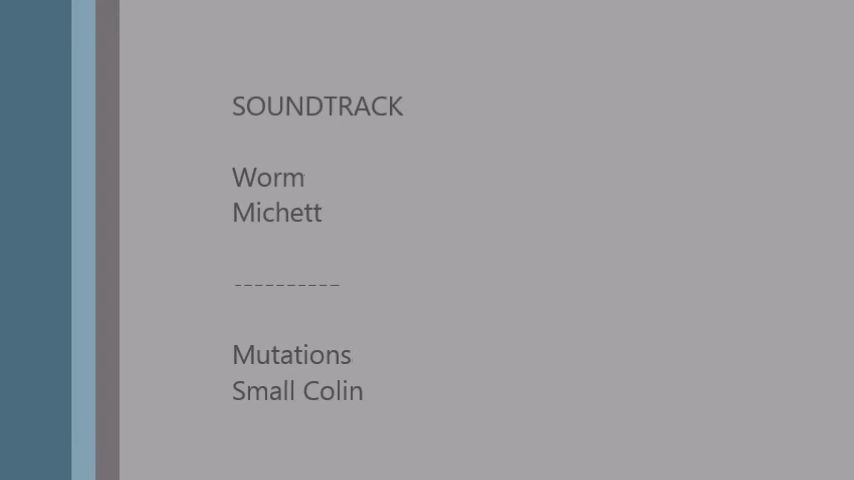 SOUNDTRACK
Worm
Michett
----------
Mutations
Small Colin